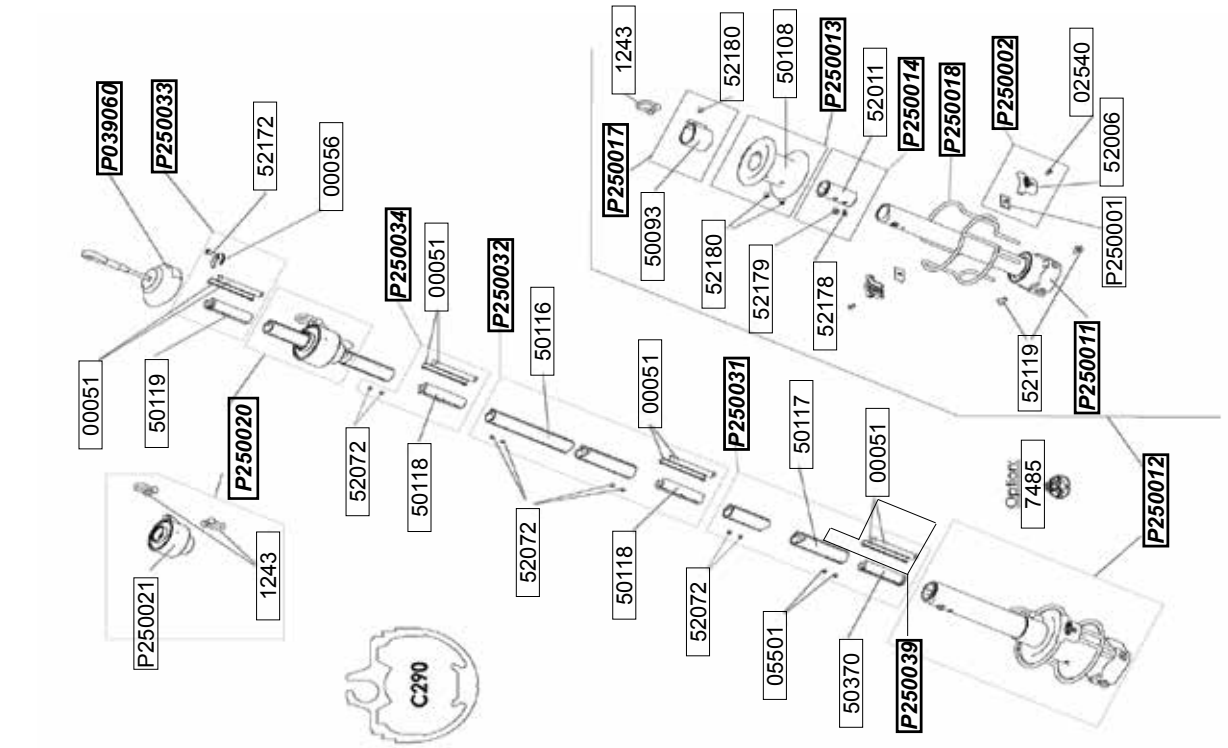 P039060
P250033
52172
00056
00051
50119
P250020
P250034
00051
P250032
50116
52072
50118
52072
00051
50118
P250031
50117
00051
52072
05501
50370
P250039
P250021
1243
C290
1243
52180
50108
P250013
52011
P250014
P250018
P250002
02540
52006
P250001
P250017
50093
52180
52179
52178
52119
P250011
Option:
7485
P250012